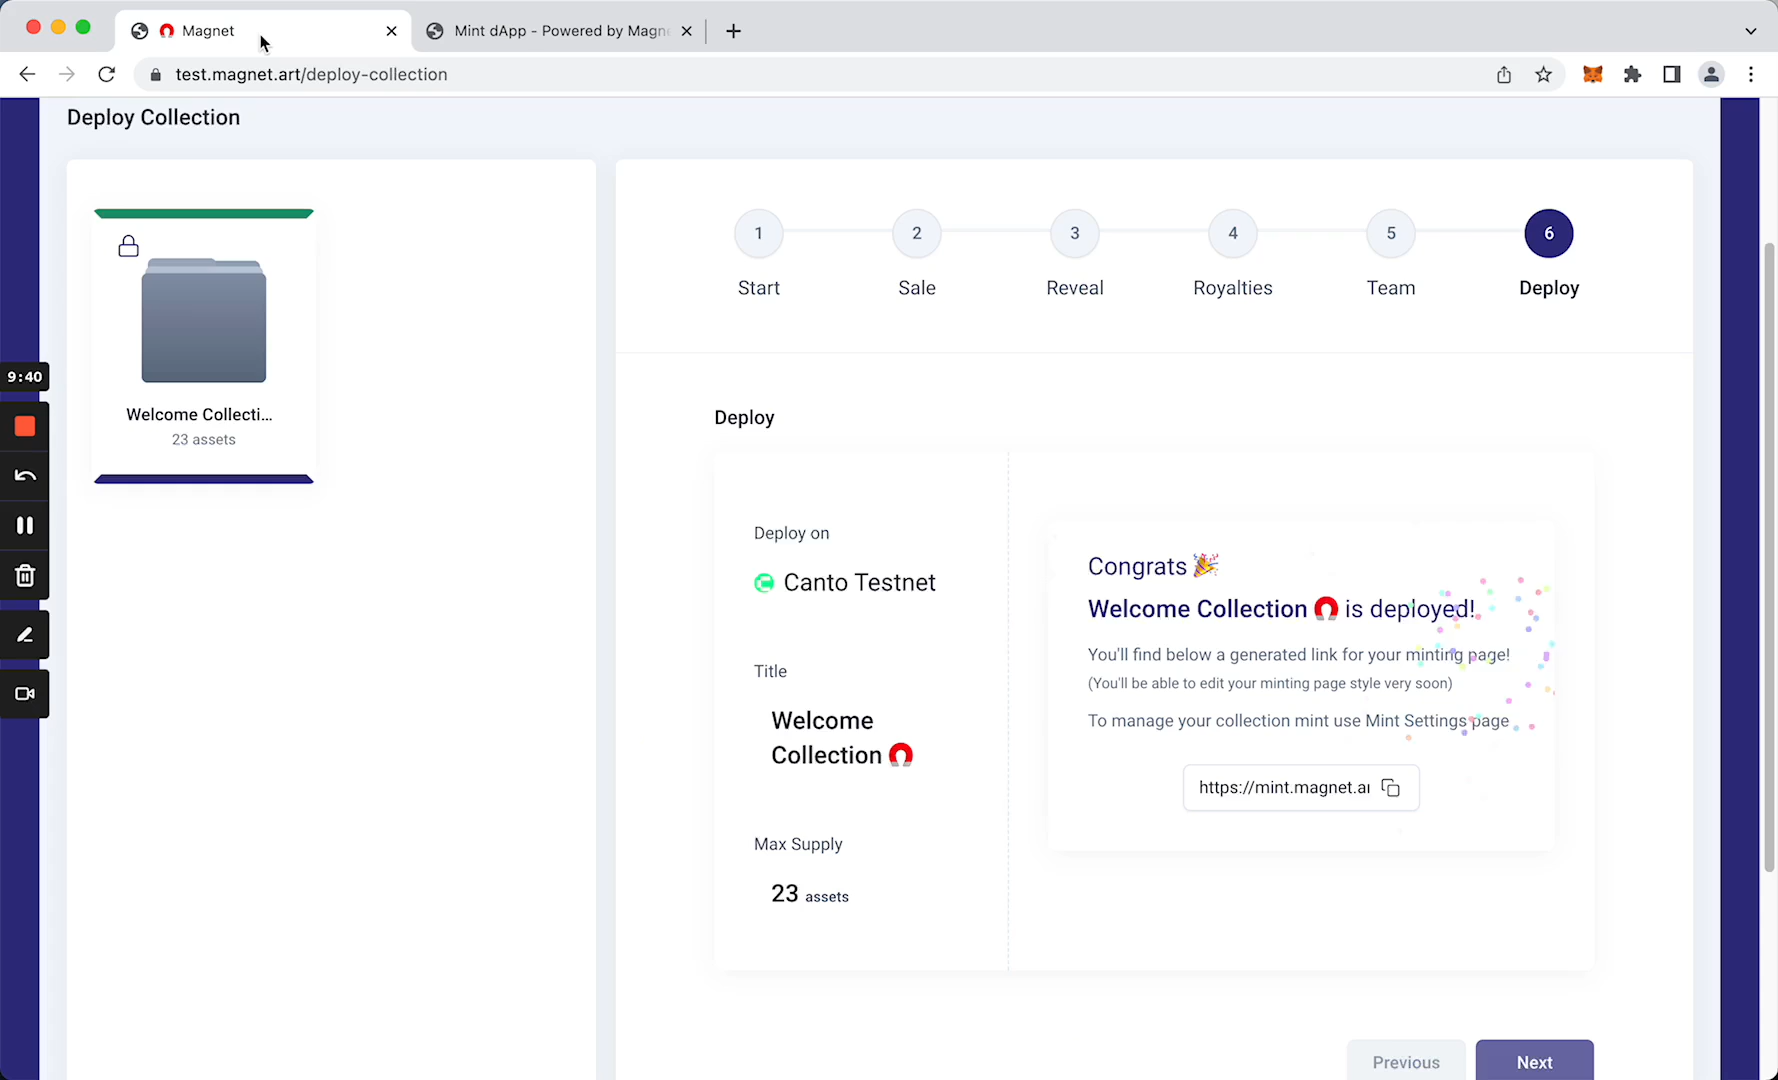 Magnet
Mint dApp - Powered by Magne
test.magnet.art/deploy-collection
Deploy Collection
Welcome Collecti...
23 assets
1
2
3
4
5
6
Start
Sale
Reveal
Royalties
Team
Deploy
9:40
Deploy
Deploy on
Canto Testnet
Title
Welcome
Collection
Max Supply
23 assets
Congrats
Welcome Collection is deployed!
You'll find below a generated link for your minting page!
(You'll be able to edit your minting page style very soon)
To manage your collection mint use Mint Settings page
https://mint.magnet.ar
Previous
Next